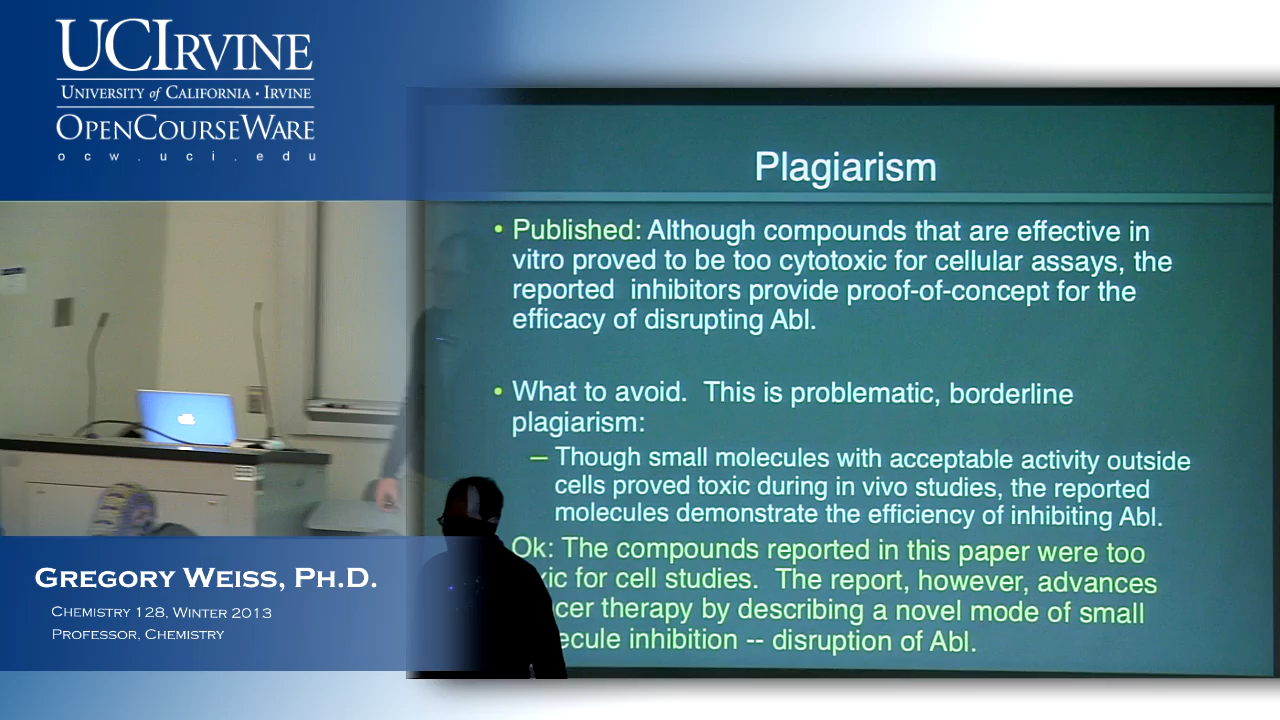 UCIRVINE
UNIVERSITY of CALIFORNIA · IRVINE
OPENCOURSEWARE
ocw.uci.edu
Plagiarism
• Published: Although compounds that are effective in
vitro proved to be too cytotoxic for cellular assays, the
reported inhibitors provide proof-of-concept for the
efficacy of disrupting Abl.
• What to avoid. This is problematic, borderline
plagiarism:
– Though small molecules with acceptable activity outside
cells proved toxic during in vivo studies, the reported
molecules demonstrate the efficiency of inhibiting Abl.
Ok: The compounds reported in this paper were too
for cell studies. The report, however, advances
therapy by describing a novel mode of small
inhibition -- disruption of Abl.
GREGORY WEISS, PH.D.
CHEMISTRY 128, WINTER 2013
PROFESSOR, CHEMISTRY